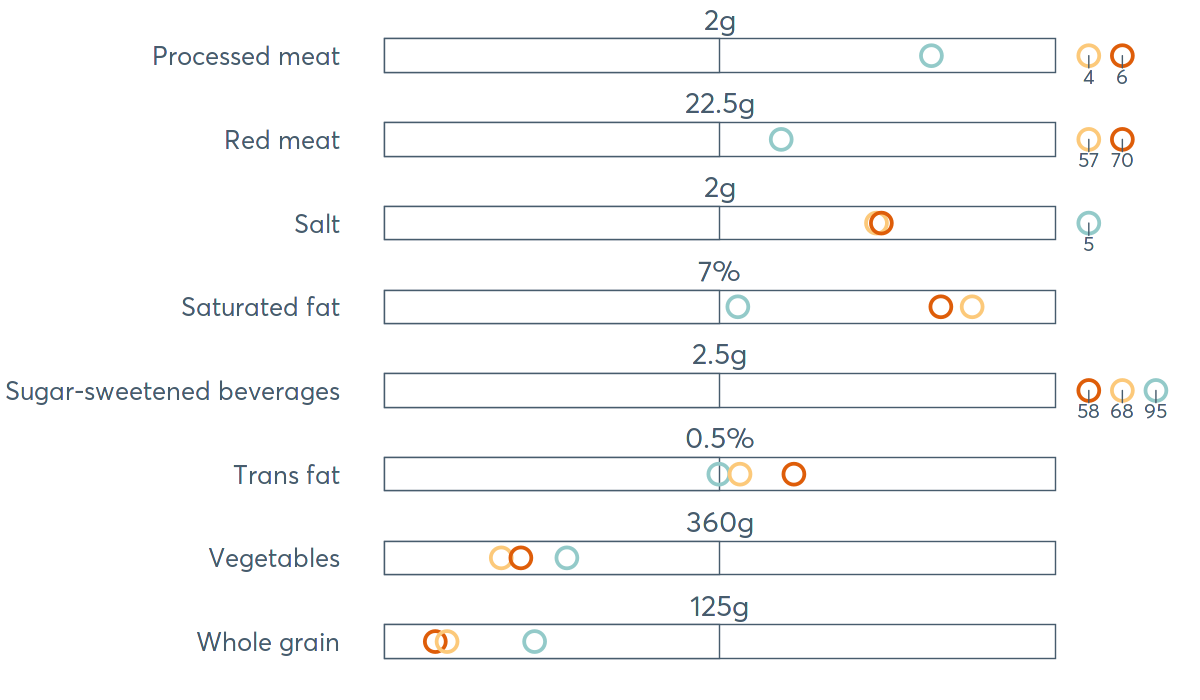 2g
Processed meat
4 6
22.5g
Red meat
57 70
2g
Salt
5
7%
Saturated fat
2.5g
Sugar-sweetened beverages
58 68 95
0.5%
Trans fat
360g
Vegetables
125g
Whole grain